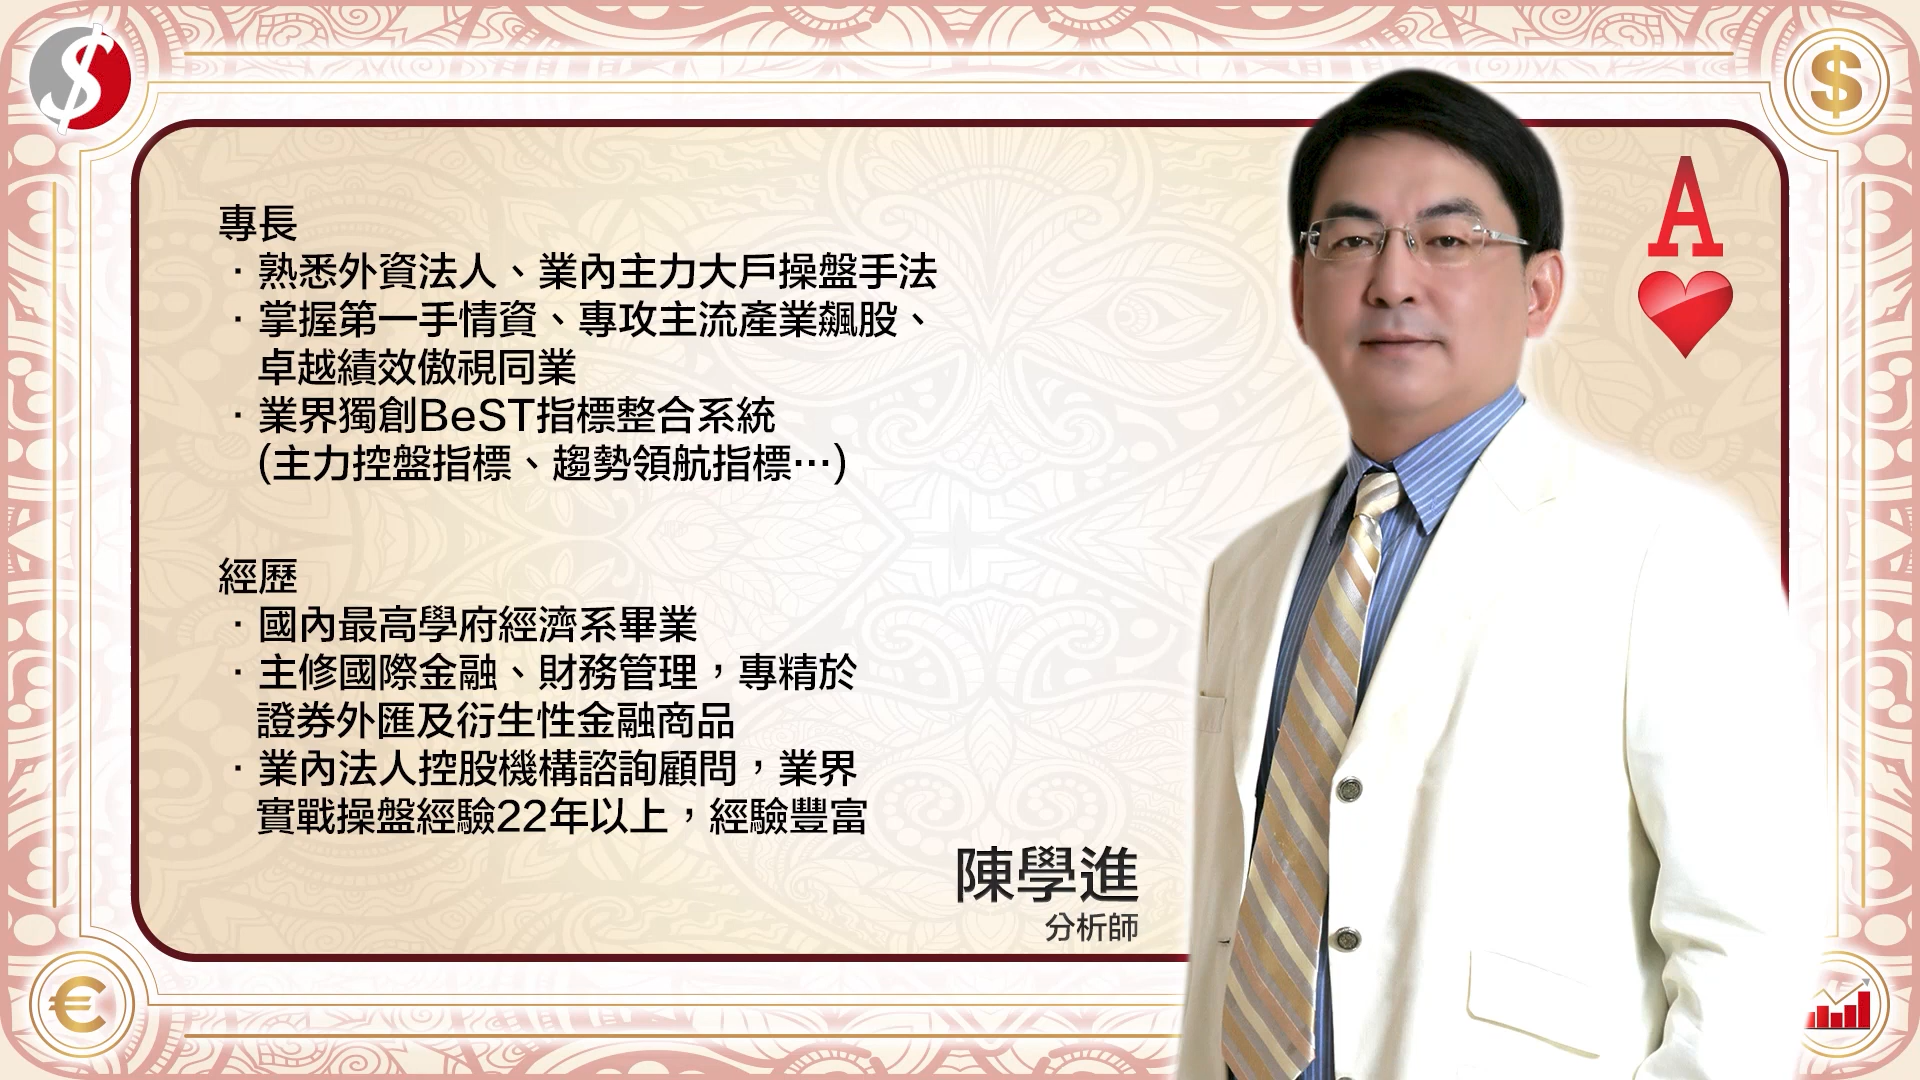 專長
·熟悉外資法人、業內主力大戶操盤手法
·掌握第一手情資、專攻主流產業飆股、
卓越績效傲視同業
·業界獨創BeST指標整合系統
(主力控盤指標、趨勢領航指標…)
A
經歷
·國內最高學府經濟系畢業
·主修國際金融、財務管理，專精於
證券外匯及衍生性金融商品
·業內法人控股機構諮詢顧問，業界
實戰操盤經驗22年以上，經驗豐富
陳學進
分析師